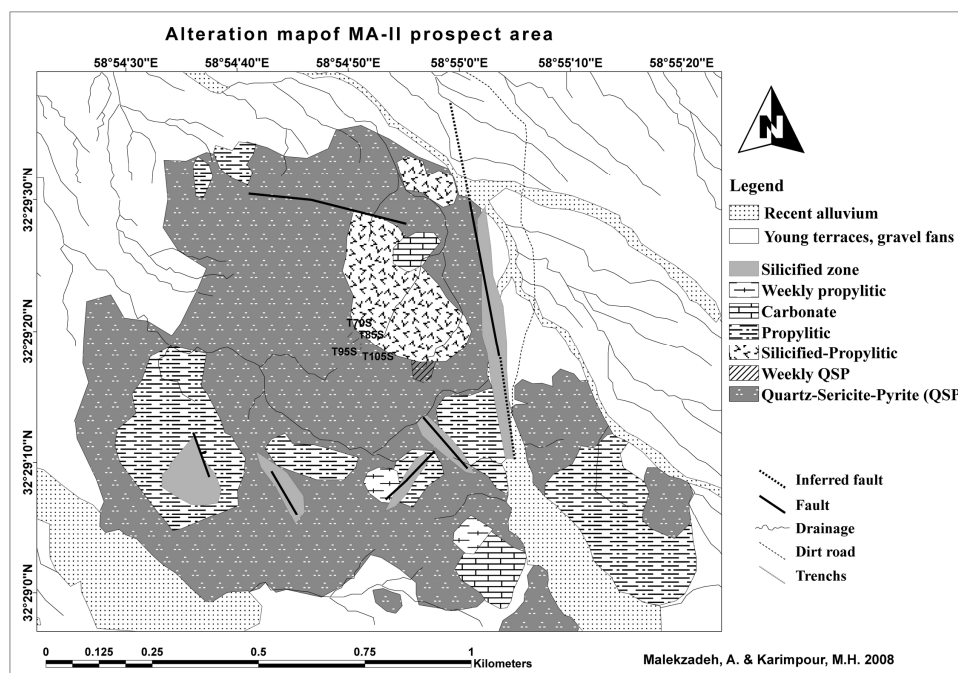 Alteration mapof MA-II prospect area
58°54'30"E 58°54'40"E 58°54'50"E 58°55'0"E 58°55'10"E 58°55'20"E
32°29'30"N
32°29'20"N
32°29'10"N
32°29'0"N
T70S
T85S
T95S
T105S
N
Legend
Recent alluvium
Young terraces, gravel fans
Silicified zone
Weekly propylitic
Carbonate
Propylitic
Silicified-Propylitic
Weekly QSP
Quartz-Sericite-Pyrite (QSP
Inferred fault
Fault
Drainage
Dirt road
Trenchs
0 0.125 0.25 0.5 0.75 1
Kilometers
Malekzadeh, A. & Karimpour, M.H. 2008